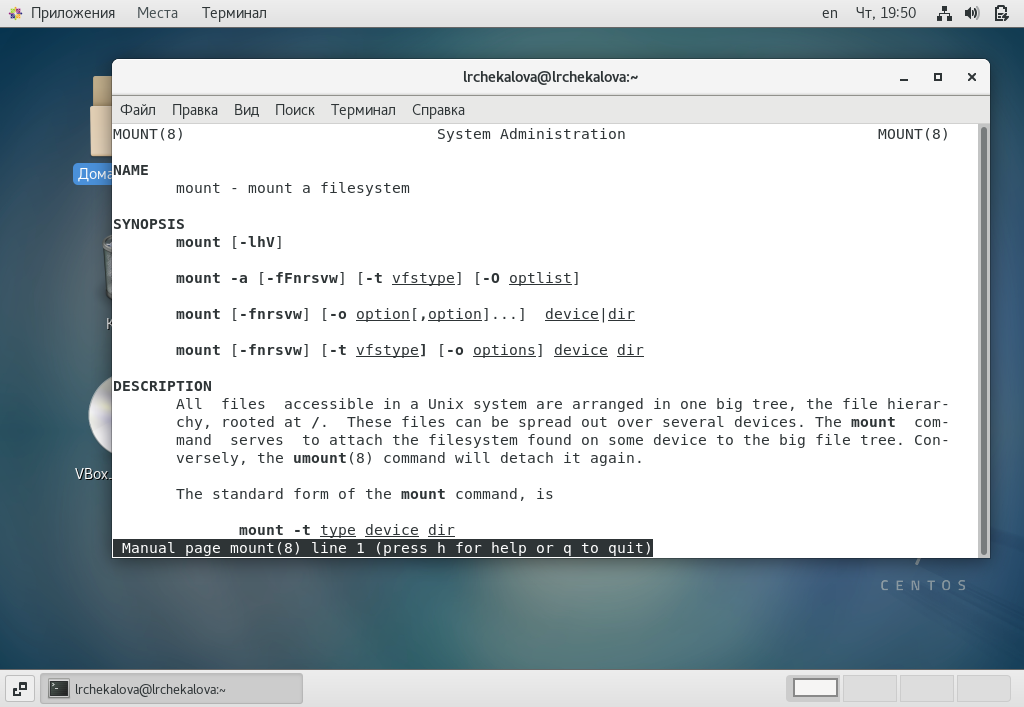 Приложения Места Терминал en Чт, 19:50
lrchekalova@lrchekalova:~
Файл Правка Вид Поиск Терминал Справка
MOUNT(8) System Administration MOUNT(8)
NAME
mount - mount a filesystem
SYNOPSIS
mount [-lhV]
mount -a [-fFnrsvw] [-t vfstype] [-O optlist]
mount [-fnrsvw] [-o option[,option]...]  device|dir
mount [-fnrsvw] [-t vfstype] [-o options] device dir
DESCRIPTION
All  files  accessible in a Unix system are arranged in one big tree, the file hierar-
chy, rooted at /.  These files can be spread out over several devices. The mount  com-
mand  serves  to attach the filesystem found on some device to the big file tree. Con-
versely, the umount(8) command will detach it again.
The standard form of the mount command, is
mount -t type device dir
Manual page mount(8) line 1 (press h for help or q to quit)
Дома
К
VBox.
CENTOS
lrchekalova@lrchekalova:~